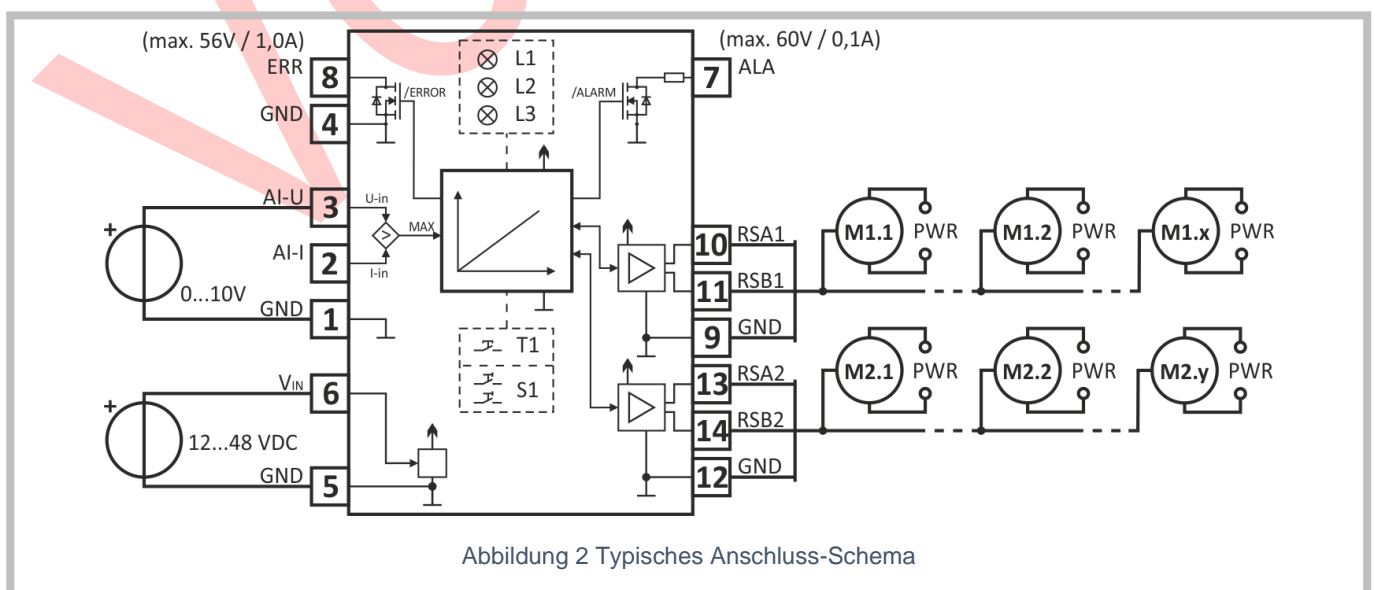 (max. 56V / 1,0A)
(max. 60V / 0,1A)
ERR
8
/ERROR
L1
L2
L3
/ALARM
7
ALA
GND
4
AI-U
3
U-in
MAX
>
AI-I
2
I-in
+
0...10V
GND
1
10
RSA1
11
RSB1
9
GND
M1.1
PWR
M1.2
PWR
M1.x
PWR
T1
S1
VIN
6
+
12...48 VDC
GND
5
13
RSA2
14
RSB2
12
GND
M2.1
PWR
M2.2
PWR
M2.y
PWR
Abbildung 2 Typisches Anschluss-Schema